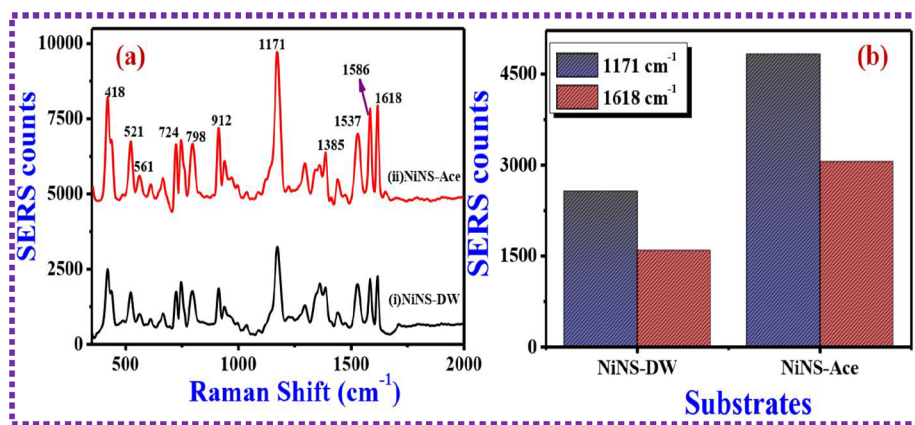 (a)
SERS counts
10000
7500
5000
2500
0
418
521
561
724
798
912
1171
1385
1537
1586
1618
(ii)NiNS-Ace
(i)NiNS-DW
500
1000
1500
2000
Raman Shift (cm⁻¹)
(b)
SERS counts
4500
3000
1500
0
1171 cm⁻¹
1618 cm⁻¹
NiNS-DW
NiNS-Ace
Substrates